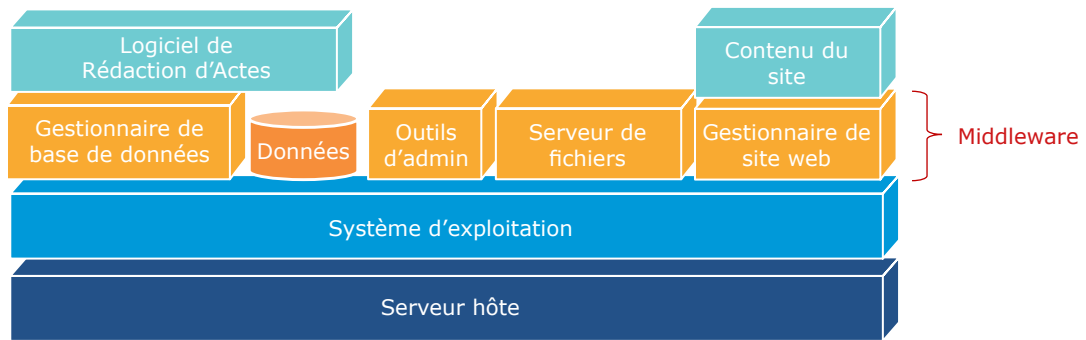 Logiciel de
Rédaction d'Actes
Contenu du
site
Gestionnaire de
base de données
Données
Outils
d'admin
Serveur de
fichiers
Gestionnaire de
site web
Middleware
Système d'exploitation
Serveur hôte